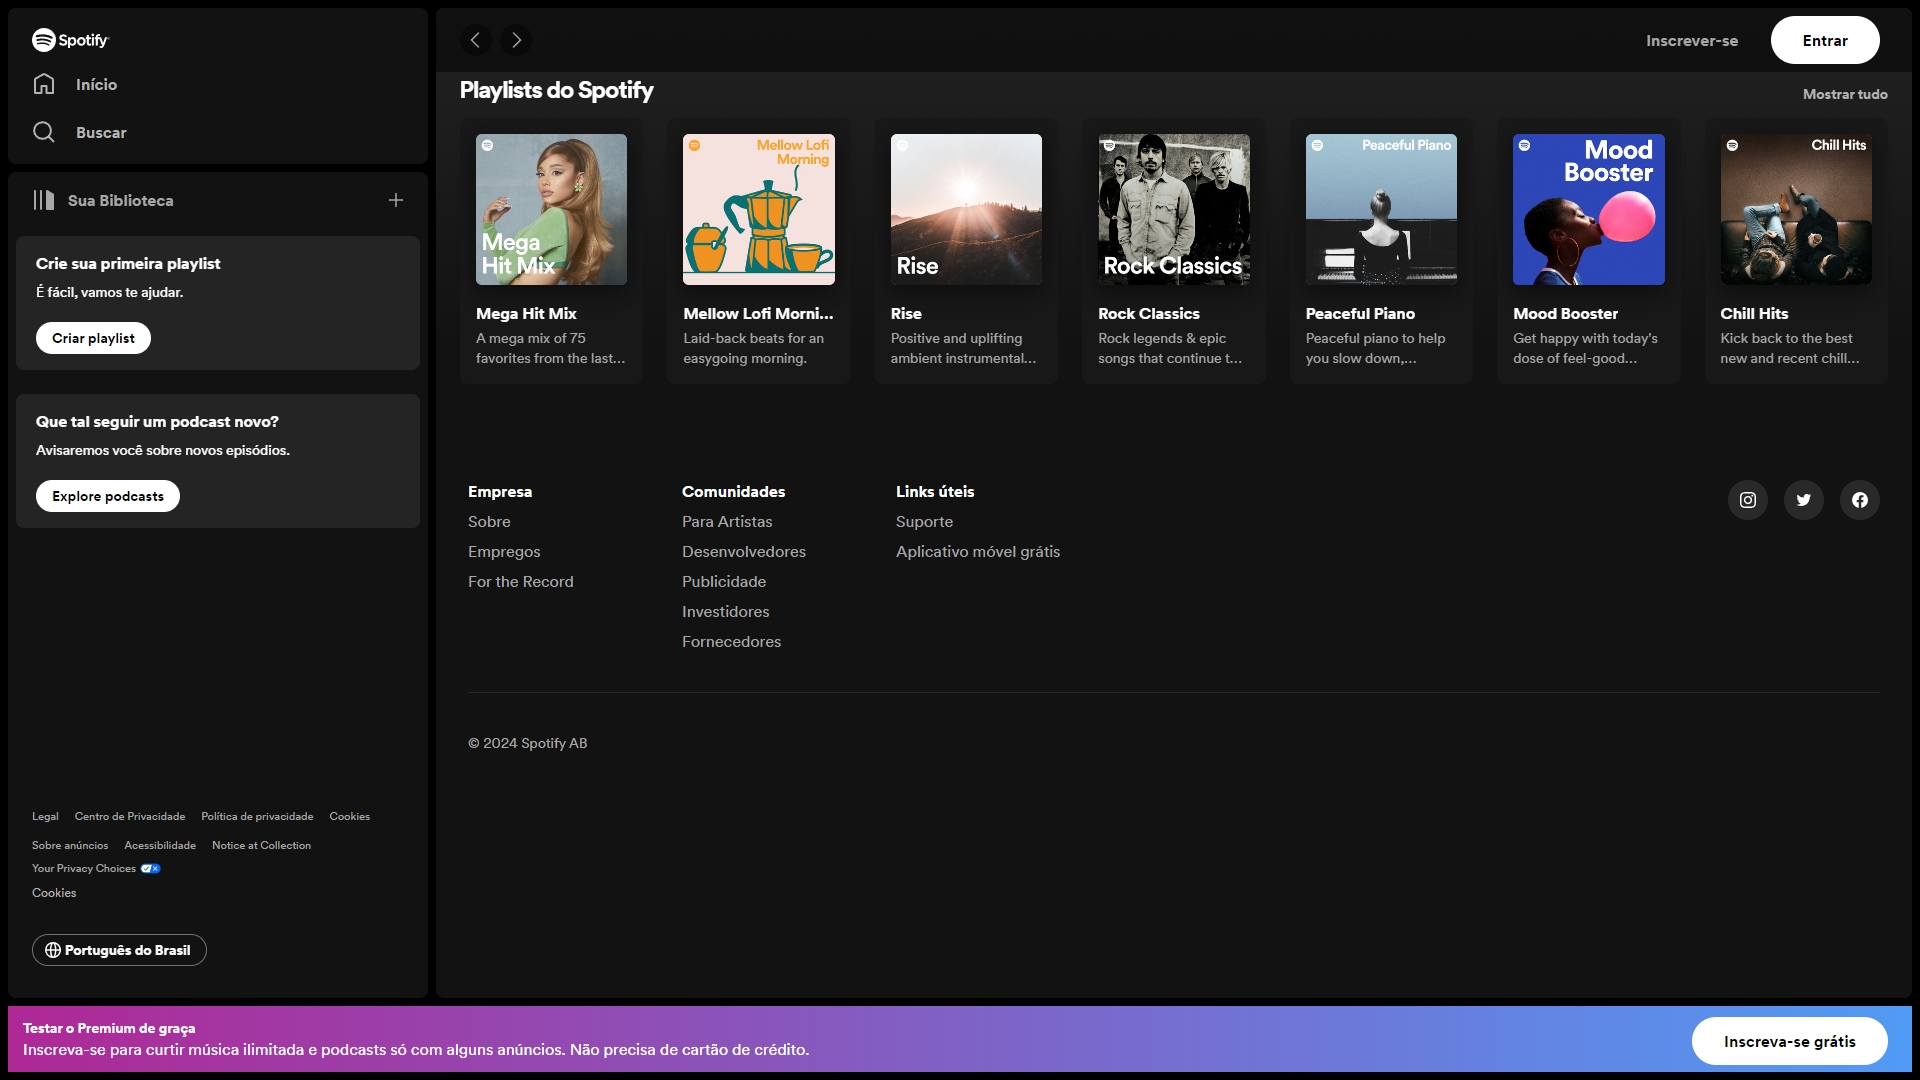 Spotify
Início
Buscar
Sua Biblioteca
Crie sua primeira playlist
É fácil, vamos te ajudar.
Criar playlist
Que tal seguir um podcast novo?
Avisaremos você sobre novos episódios.
Explore podcasts
Legal Centro de Privacidade Política de privacidade Cookies
Sobre anúncios Acessibilidade Notice at Collection
Your Privacy Choices
Cookies
Português do Brasil
Inscrever-se
Entrar
Playlists do Spotify
Mostrar tudo
Mega
Hit Mix
Mega Hit Mix
A mega mix of 75
favorites from the last...
Mellow Lofi
Morning
Mellow Lofi Morni...
Laid-back beats for an
easygoing morning.
Rise
Rise
Positive and uplifting
ambient instrumental...
Rock Classics
Rock Classics
Rock legends & epic
songs that continue t...
Peaceful Piano
Peaceful Piano
Peaceful piano to help
you slow down,...
Mood
Booster
Mood Booster
Get happy with today's
dose of feel-good...
Chill Hits
Chill Hits
Kick back to the best
new and recent chill...
Empresa
Sobre
Empregos
For the Record
Comunidades
Para Artistas
Desenvolvedores
Publicidade
Investidores
Fornecedores
Links úteis
Suporte
Aplicativo móvel grátis
© 2024 Spotify AB
Testar o Premium de graça
Inscreva-se para curtir música ilimitada e podcasts só com alguns anúncios. Não precisa de cartão de crédito.
Inscreva-se grátis